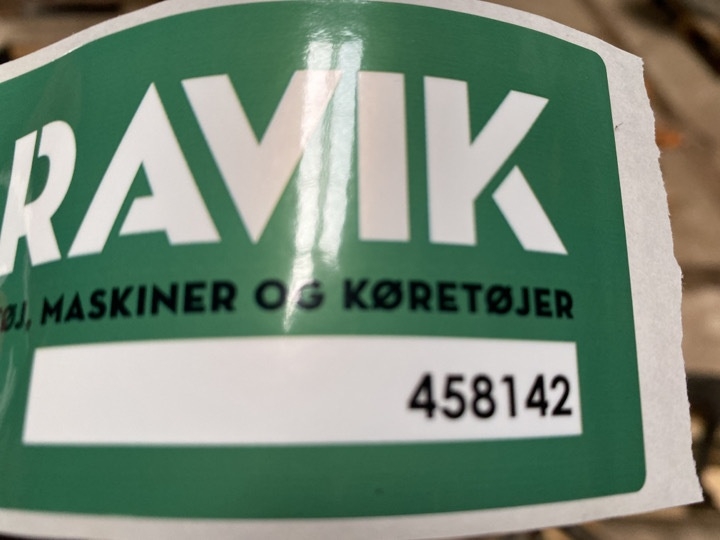 RAVIK
ØJ, MASKINER OG KØRETØJER
458142